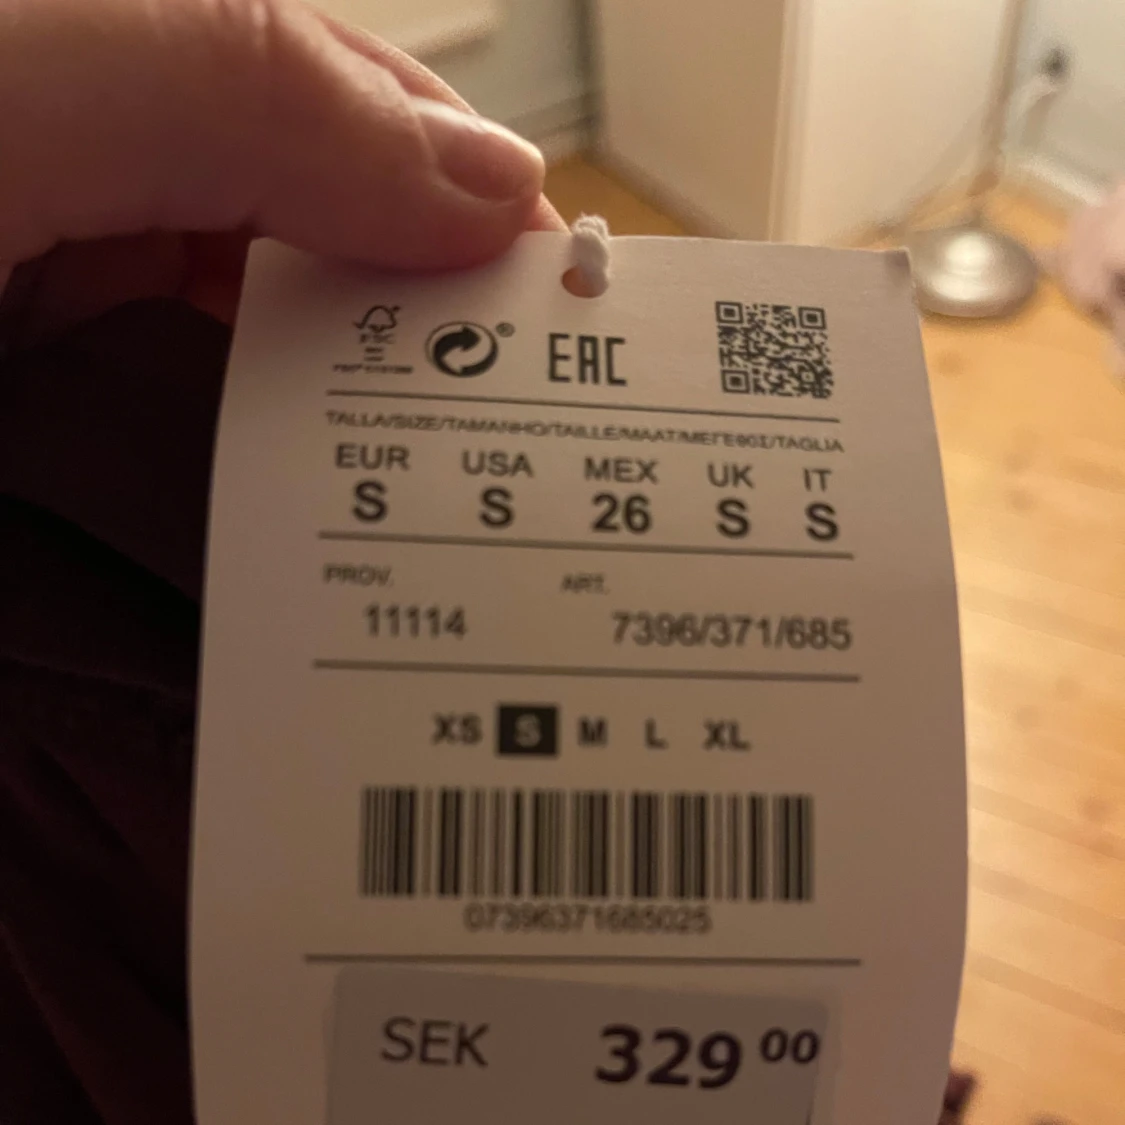 EAC
TALLA/SIZE/TAMANHO/TAILLE/MAAT/ΜΕΓΕΘΟΣ/TAGLIA
EUR USA MEX UK IT
S S 26 S S
PROV. ART.
11114 7396/371/685
XS S M L XL
07396371685025
SEK 329 00